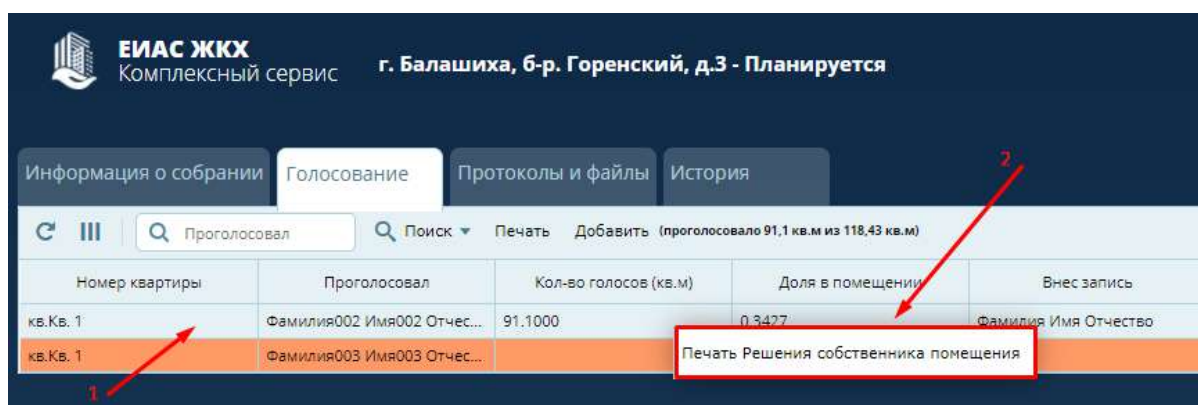 ЕИАС ЖКХ
Комплексный сервис
г. Балашиха, б-р. Горенский, д.3 - Планируется
Информация о собрании Голосование Протоколы и файлы История
2
Проголосовал Поиск Печать Добавить (проголосовало 91,1 кв.м из 118,43 кв.м)
Номер квартиры Проголосовал Кол-во голосов (кв.м) Доля в помещении Внес запись
кв.Кв. 1 Фамилия002 Имя002 Отчес... 91.1000 0.3427 Фамилия Имя Отчество
кв.Кв. 1 Фамилия003 Имя003 Отчес... Печать Решения собственника помещения
1